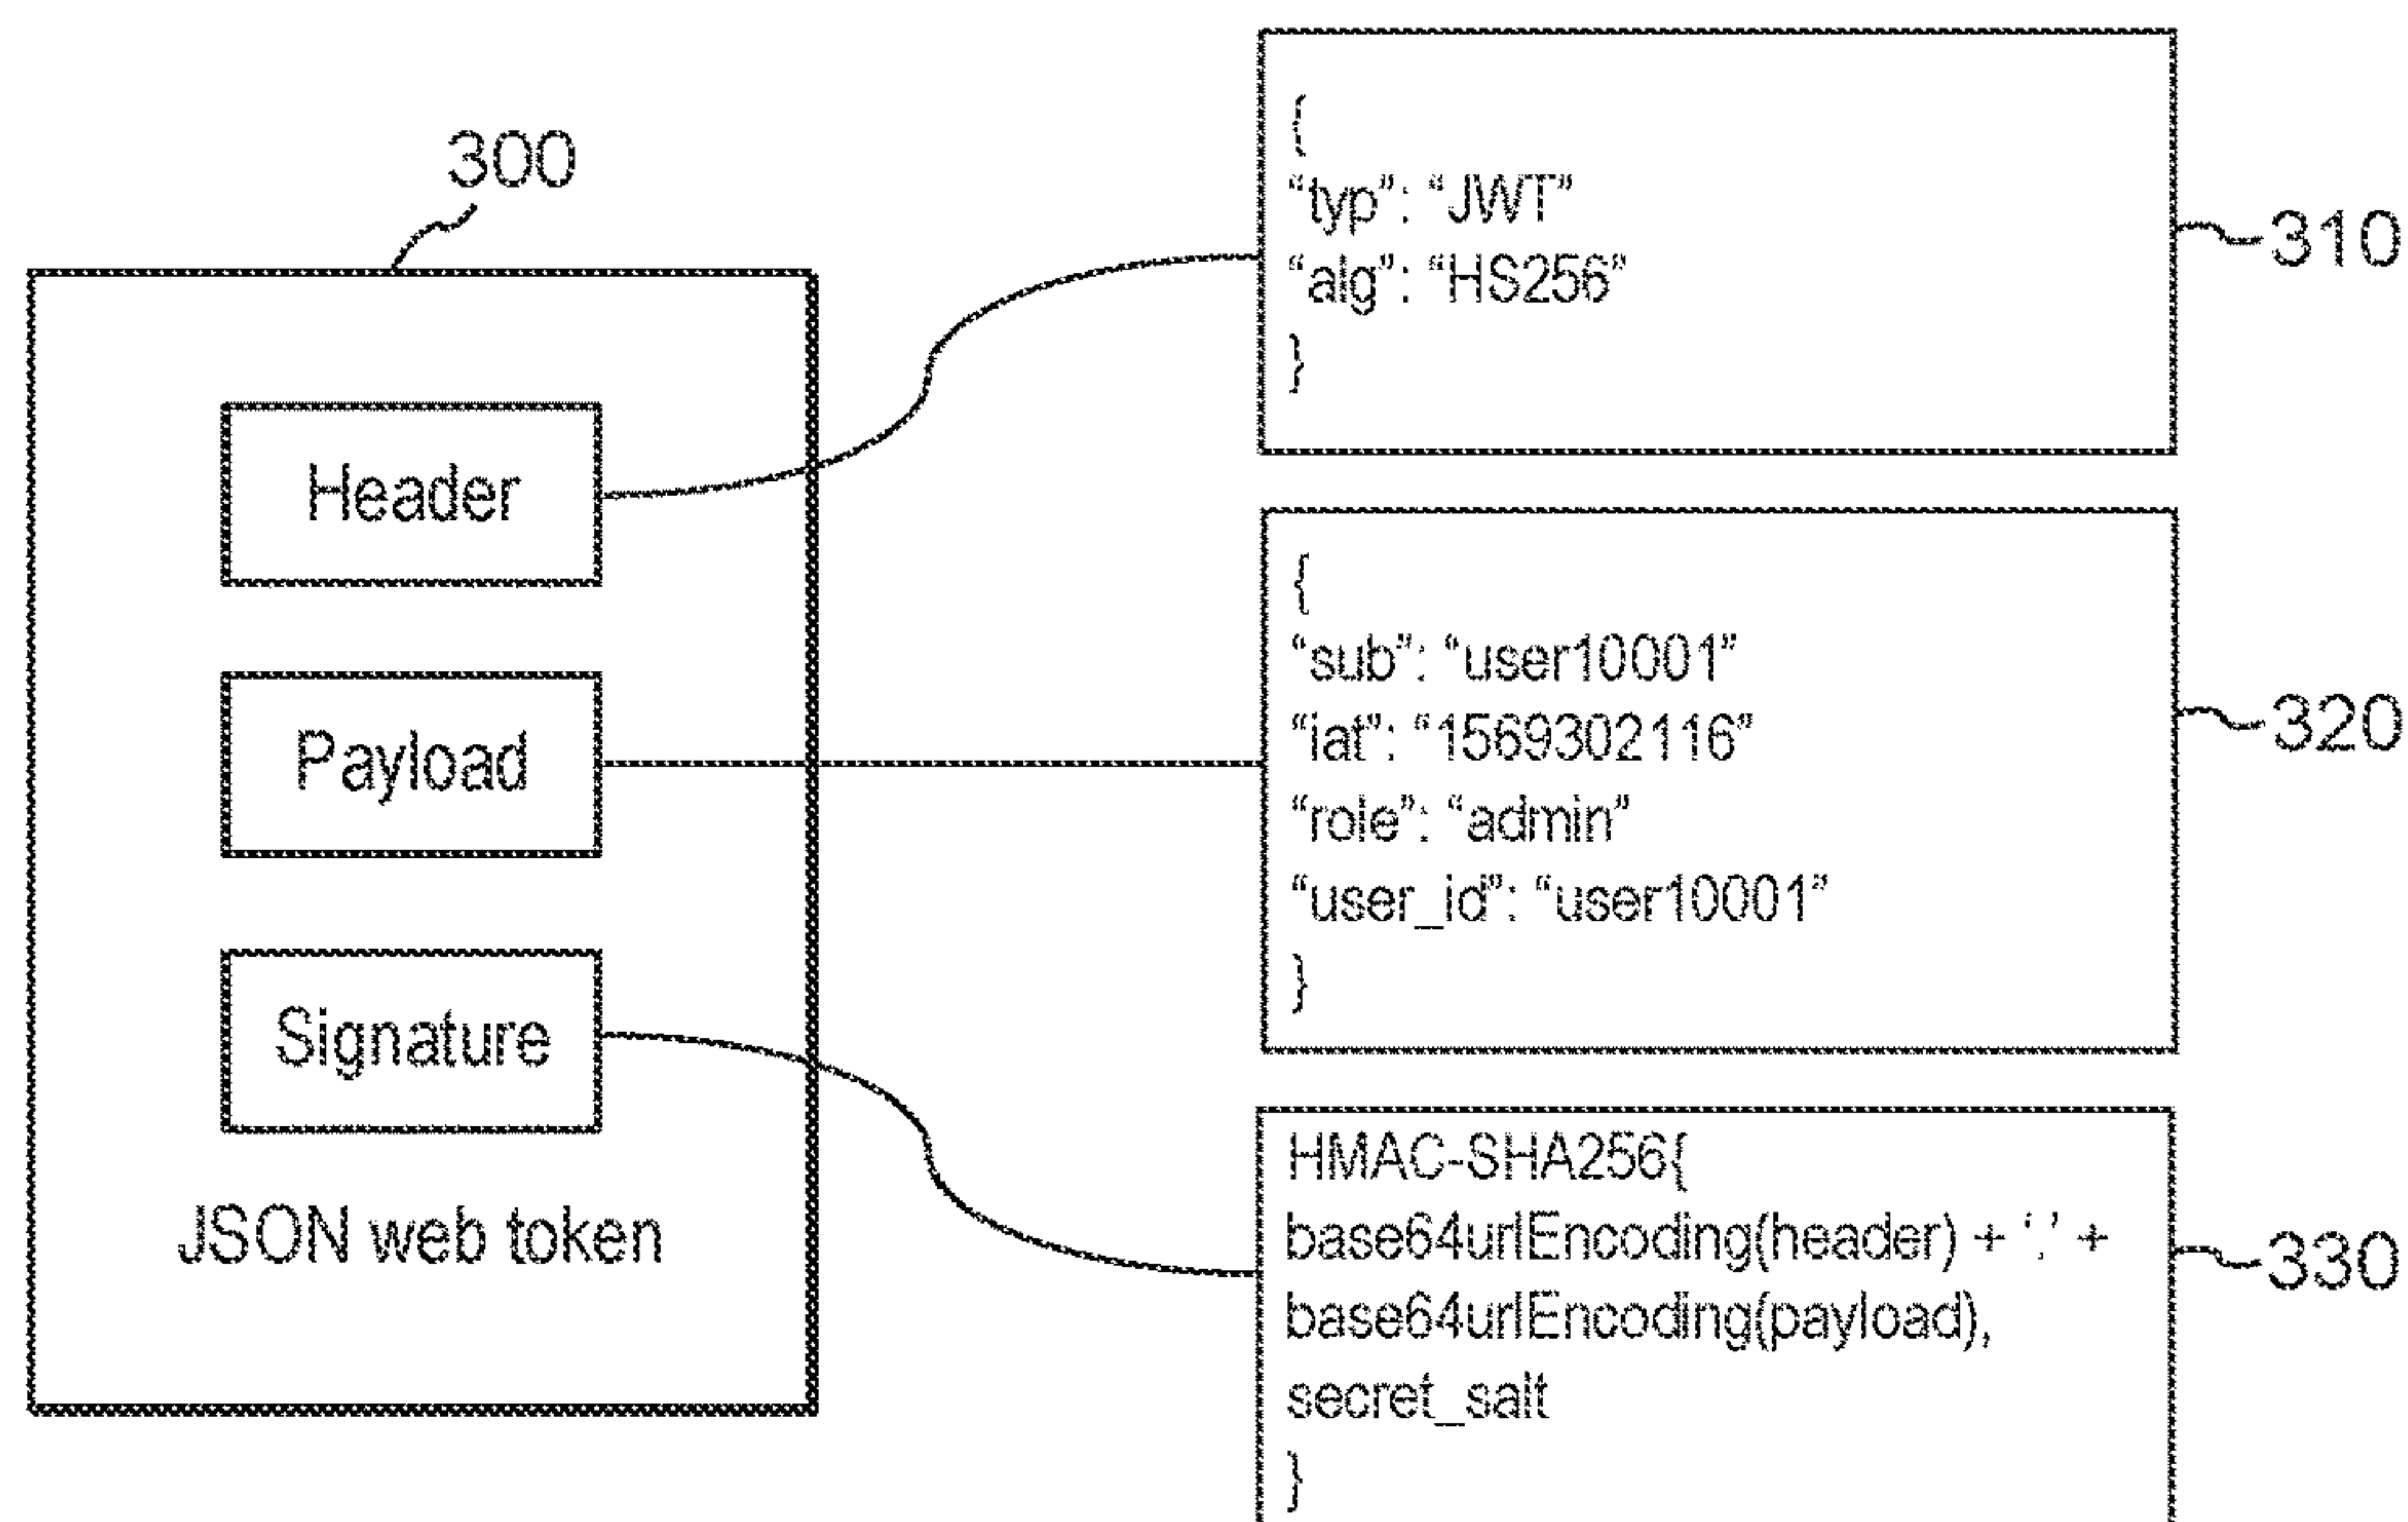 300
Header
Payload
Signature
JSON web token
{
“typ”: “JWT”
“alg”: “HS256”
}
310
{
“sub”: “user10001”
“iat”: “1569302116”
“role”: “admin”
“user_id”: “user10001”
}
320
HMAC-SHA256{
base64urlEncoding(header) + ‘.’ +
base64urlEncoding(payload),
secret_salt
}
330